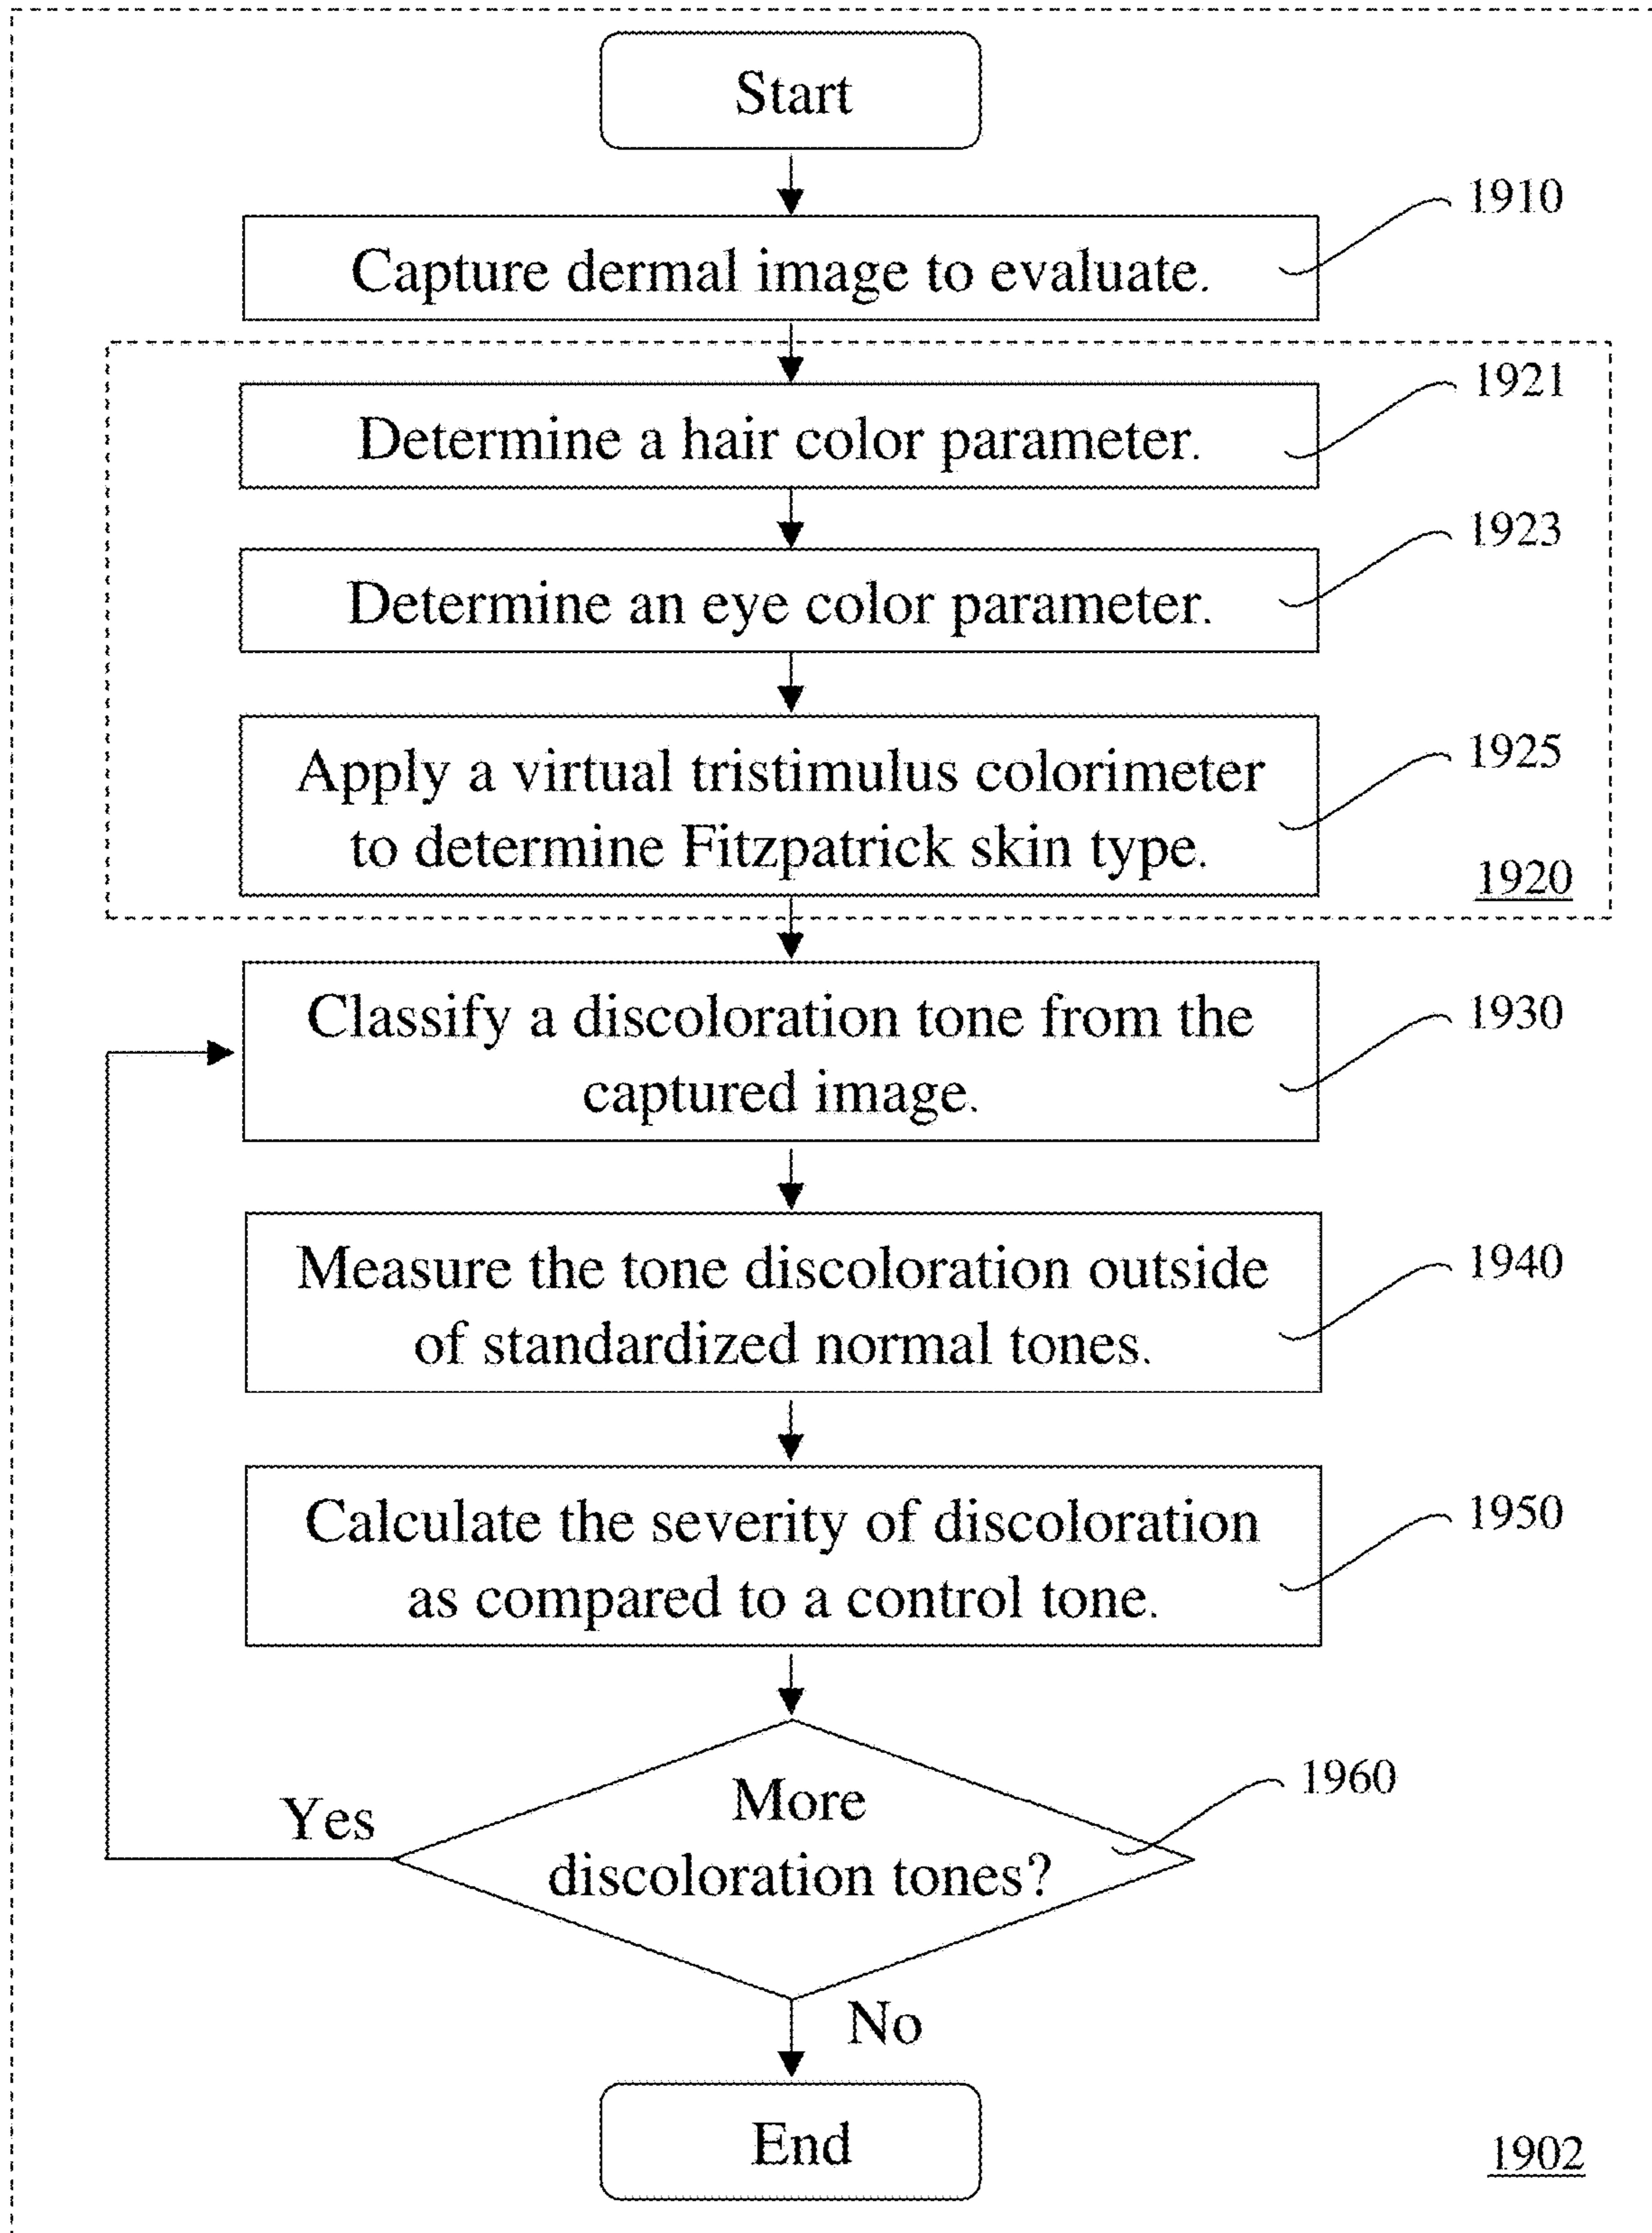 Start
1910
Capture dermal image to evaluate.
1921
Determine a hair color parameter.
1923
Determine an eye color parameter.
1925
Apply a virtual tristimulus colorimeter
to determine Fitzpatrick skin type.
1920
1930
Classify a discoloration tone from the
captured image.
1940
Measure the tone discoloration outside
of standardized normal tones.
1950
Calculate the severity of discoloration
as compared to a control tone.
1960
More
discoloration tones?
Yes
No
End
1902